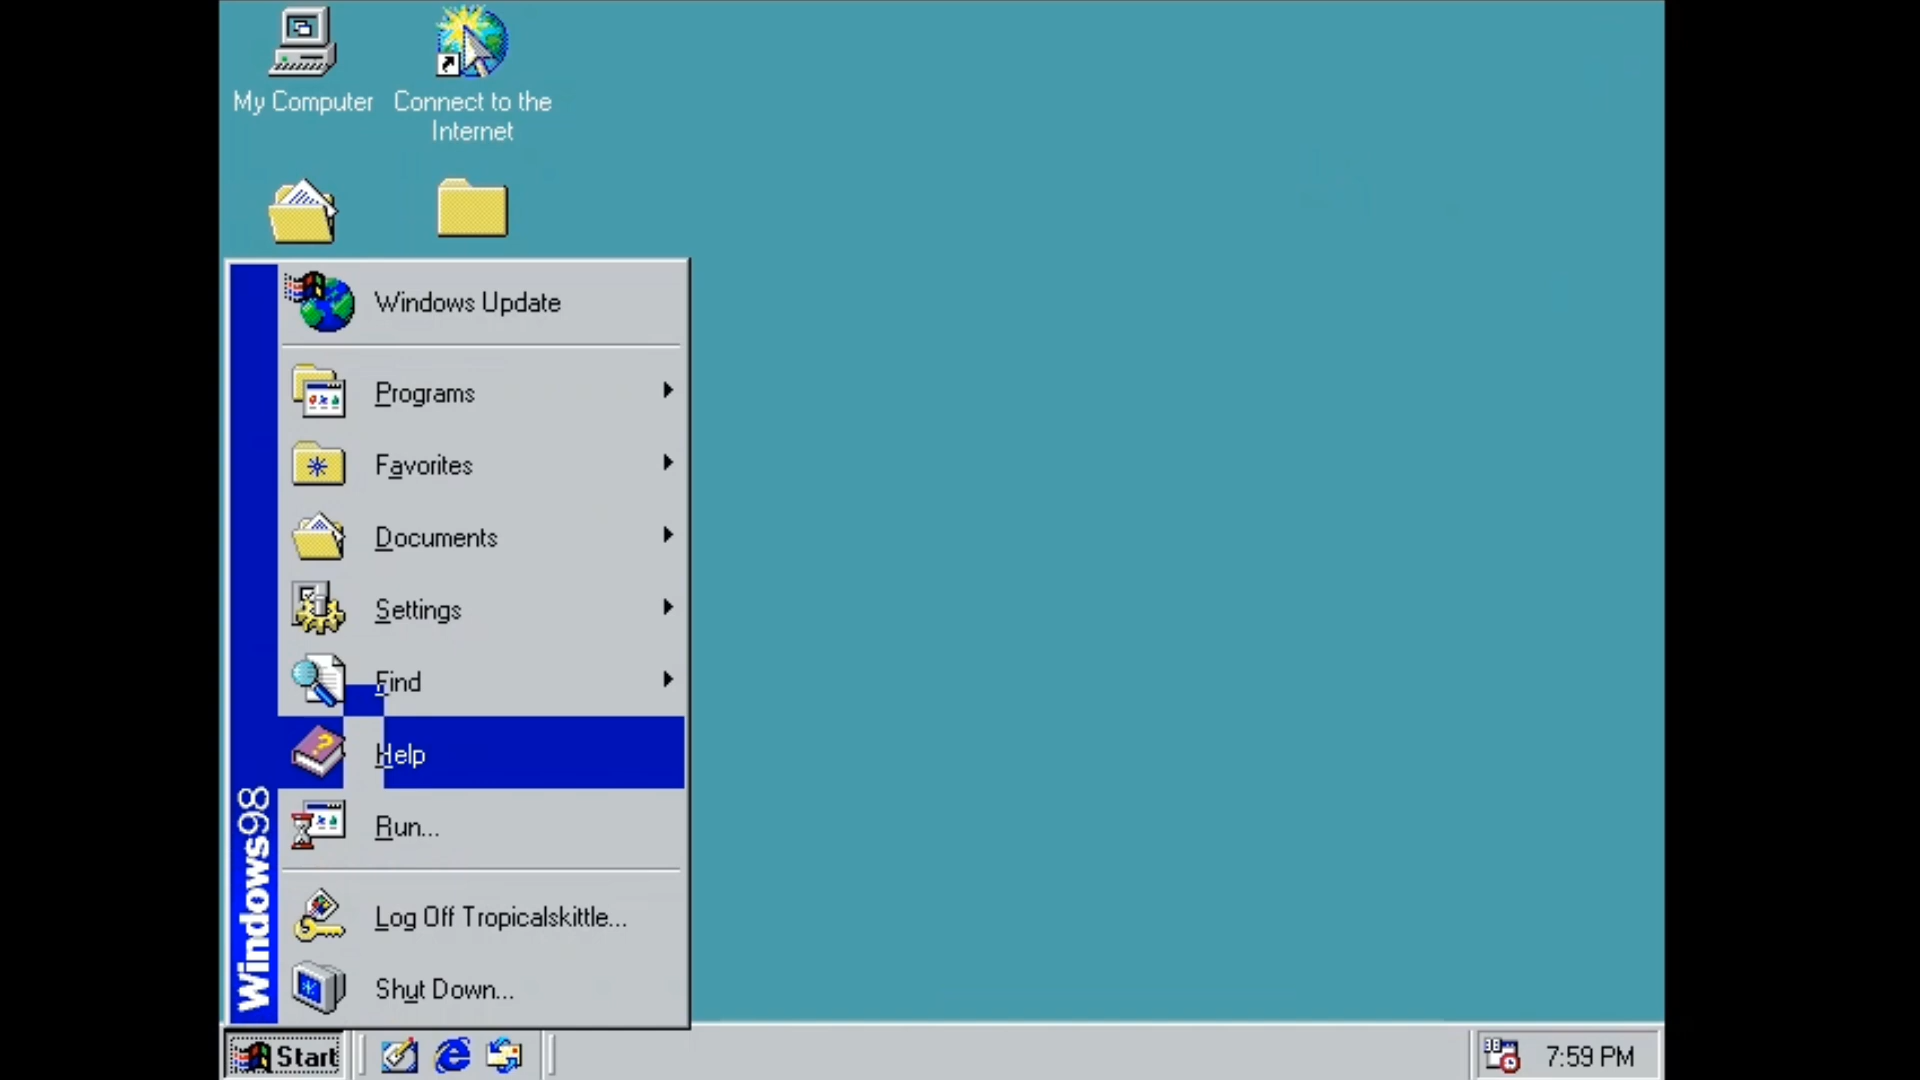 My Computer
Connect to the
Internet
Windows Update
Programs
Favorites
Documents
Settings
Find
Help
Run...
Log Off Tropicalskittle...
Shut Down...
Windows98
Start
7:59 PM